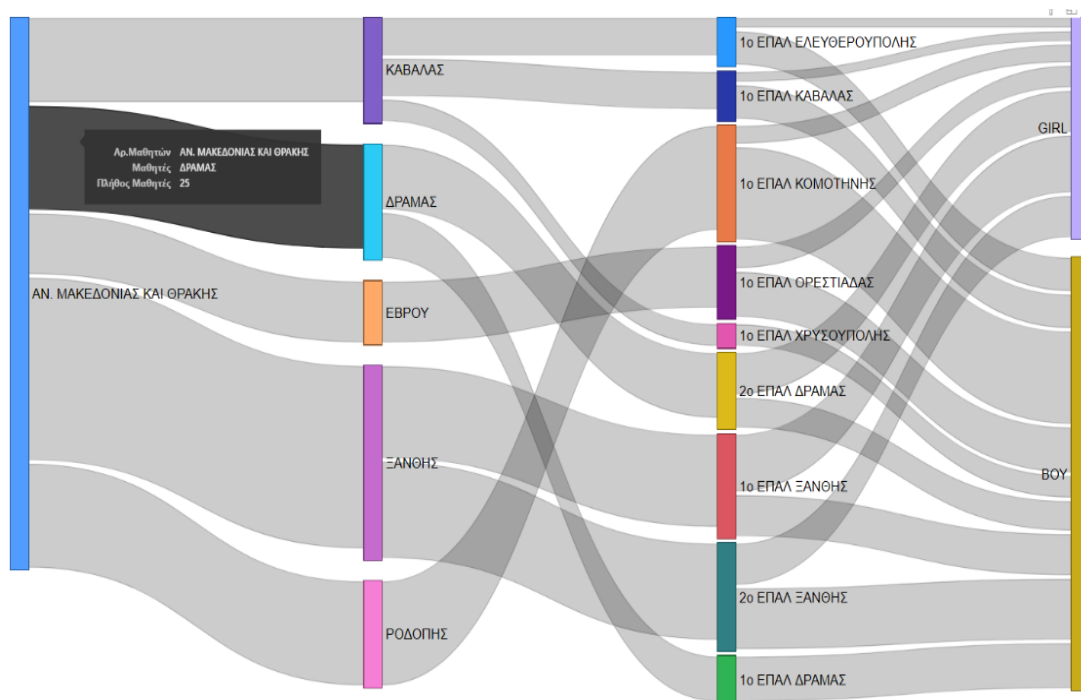 ΚΑΒΑΛΑΣ
ΔΡΑΜΑΣ
ΕΒΡΟΥ
ΞΑΝΘΗΣ
ΡΟΔΟΠΗΣ
ΑΝ. ΜΑΚΕΔΟΝΙΑΣ ΚΑΙ ΘΡΑΚΗΣ
Αρ.Μαθητών ΑΝ. ΜΑΚΕΔΟΝΙΑΣ ΚΑΙ ΘΡΑΚΗΣ
Μαθητές ΔΡΑΜΑΣ
Πλήθος Μαθητές 25
1ο ΕΠΑΛ ΕΛΕΥΘΕΡΟΥΠΟΛΗΣ
1ο ΕΠΑΛ ΚΑΒΑΛΑΣ
1ο ΕΠΑΛ ΚΟΜΟΤΗΝΗΣ
1ο ΕΠΑΛ ΟΡΕΣΤΙΑΔΑΣ
1ο ΕΠΑΛ ΧΡΥΣΟΥΠΟΛΗΣ
2ο ΕΠΑΛ ΔΡΑΜΑΣ
1ο ΕΠΑΛ ΞΑΝΘΗΣ
2ο ΕΠΑΛ ΞΑΝΘΗΣ
1ο ΕΠΑΛ ΔΡΑΜΑΣ
GIRL
BOY